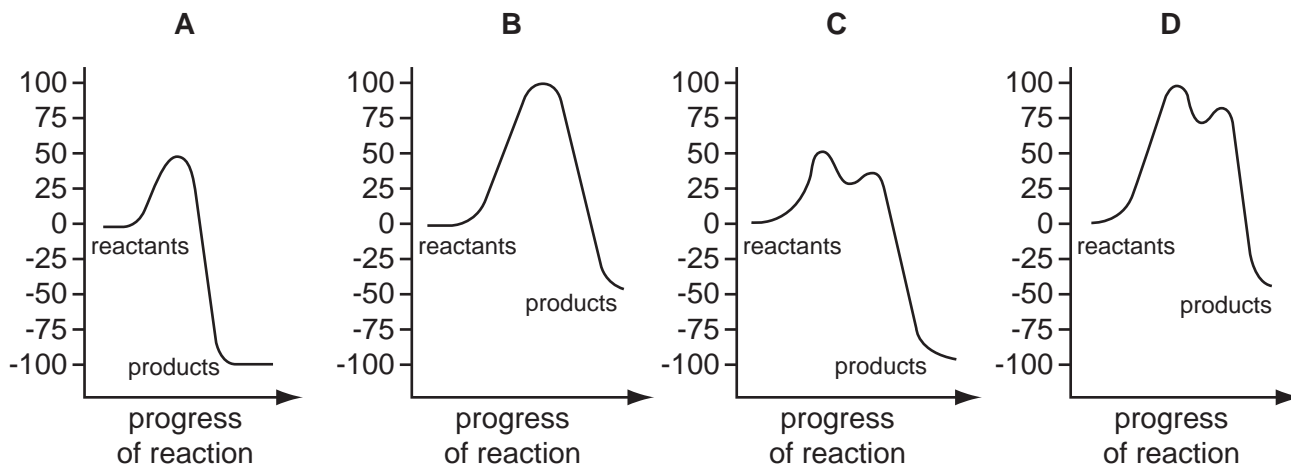 A
100
75
50
25
0
reactants
-25
-50
-75
-100
products
progress
of reaction
B
100
75
50
25
0
reactants
-25
-50
products
-75
-100
progress
of reaction
C
100
75
50
25
0
reactants
-25
-50
-75
-100
products
progress
of reaction
D
100
75
50
25
0
reactants
-25
-50
products
-75
-100
progress
of reaction